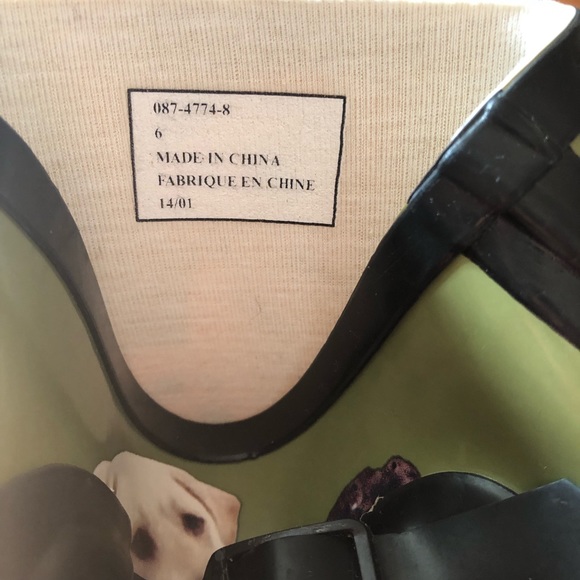 087-4774-8
6
MADE IN CHINA
FABRIQUE EN CHINE
14/01